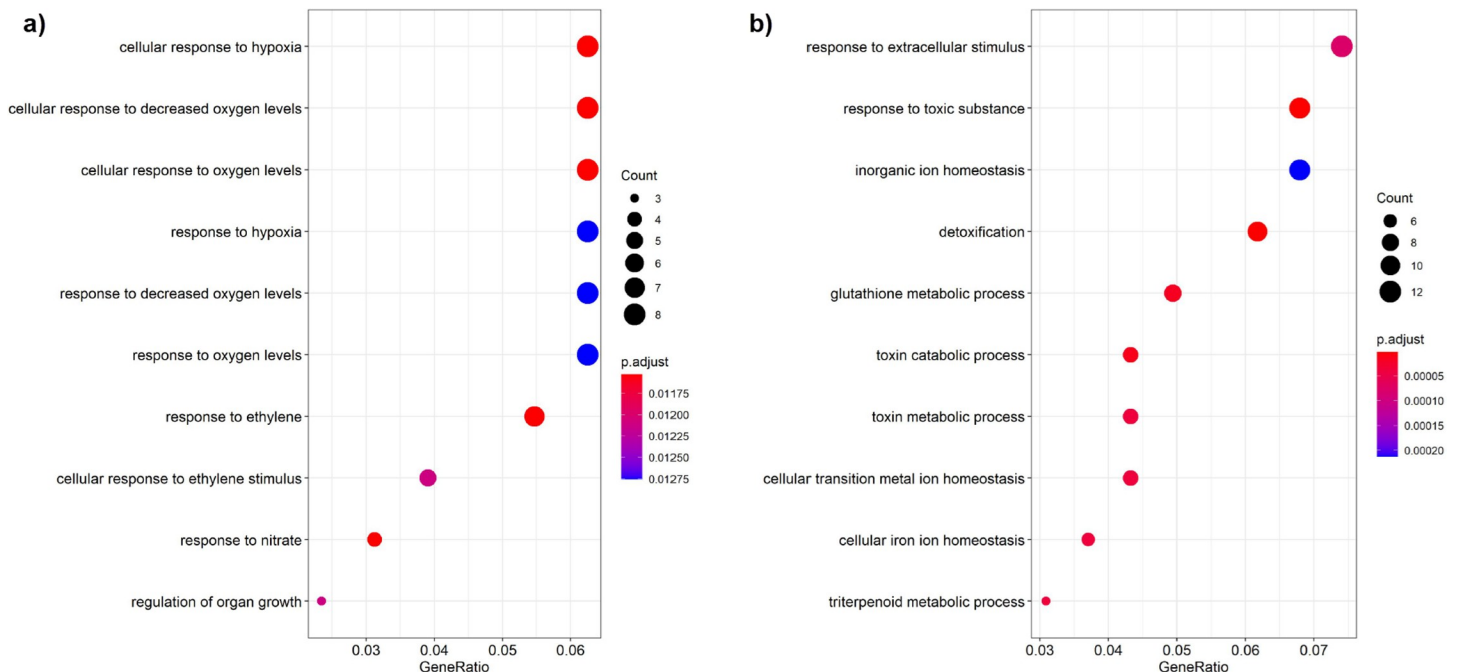 a)
cellular response to hypoxia
cellular response to decreased oxygen levels
cellular response to oxygen levels
response to hypoxia
response to decreased oxygen levels
response to oxygen levels
response to ethylene
cellular response to ethylene stimulus
response to nitrate
regulation of organ growth
0.03 0.04 0.05 0.06
GeneRatio
Count
3
4
5
6
7
8
p.adjust
0.01175
0.01200
0.01225
0.01250
0.01275
b)
response to extracellular stimulus
response to toxic substance
inorganic ion homeostasis
detoxification
glutathione metabolic process
toxin catabolic process
toxin metabolic process
cellular transition metal ion homeostasis
cellular iron ion homeostasis
triterpenoid metabolic process
0.03 0.04 0.05 0.06 0.07
GeneRatio
Count
6
8
10
12
p.adjust
0.00005
0.00010
0.00015
0.00020